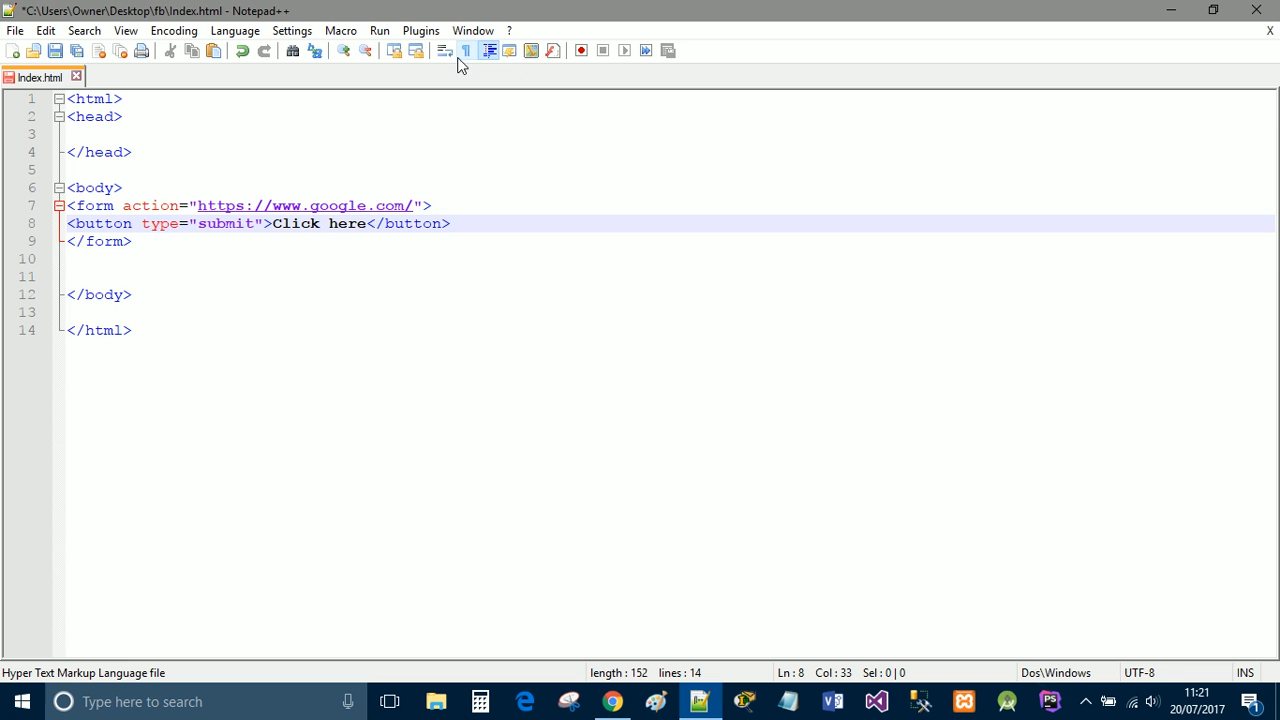 *C:\Users\Owner\Desktop\fb\Index.html - Notepad++
File Edit Search View Encoding Language Settings Macro Run Plugins Window ? X
Index.html
1 <html>
2 <head>
3
4 </head>
5
6 <body>
7 <form action="https://www.google.com/">
8 <button type="submit">Click here</button>
9 </form>
10
11
12 </body>
13
14 </html>
Hyper Text Markup Language file length : 152 lines : 14 Ln : 8 Col : 33 Sel : 0 | 0 Dos\Windows UTF-8 INS
Type here to search
PS
11:21
20/07/2017
1